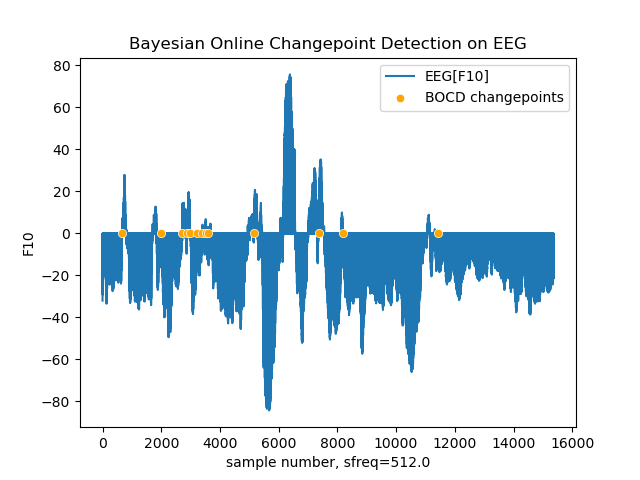 Bayesian Online Changepoint Detection on EEG
EEG[F10]
BOCD changepoints
80
60
40
20
0
−20
−40
−60
−80
F10
0 2000 4000 6000 8000 10000 12000 14000 16000
sample number, sfreq=512.0